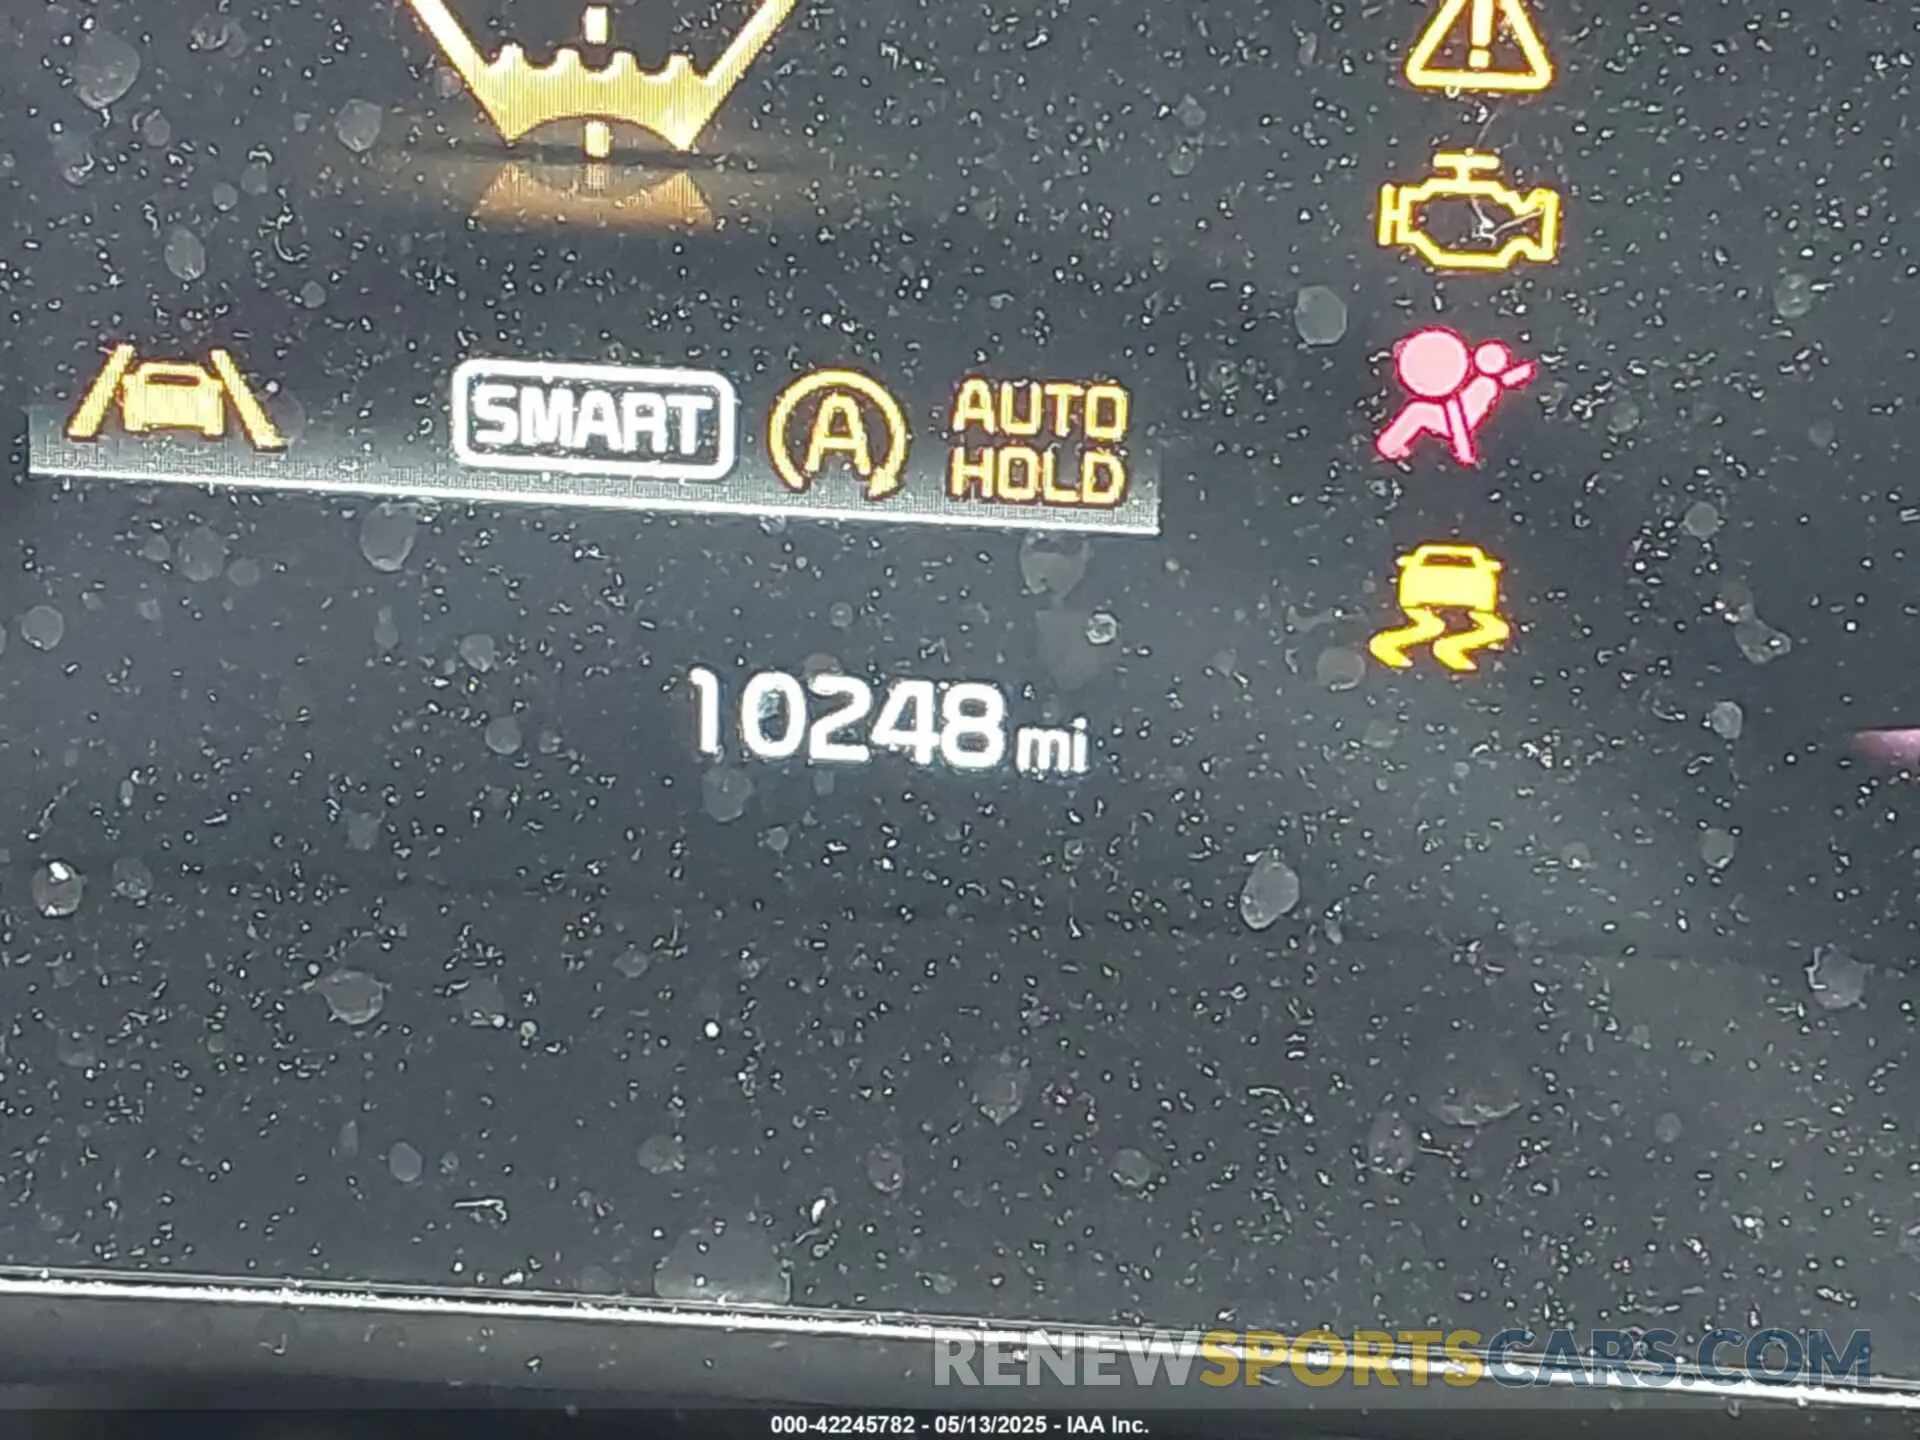 SMART A AUTO
HOLD
10248 mi
RENEWSPORTSCARS.COM
000-42245782 - 05/13/2025 - IAA Inc.